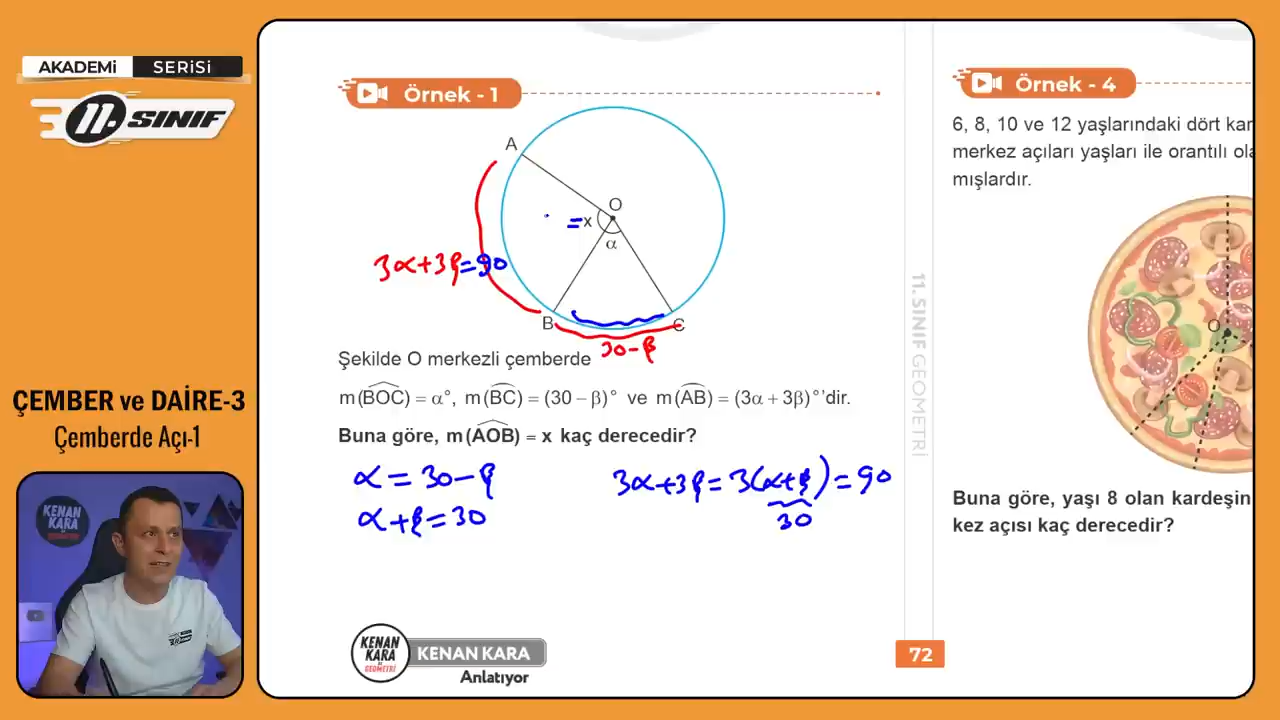 AKADEMİ SERİSİ
11. SINIF
ÇEMBER ve DAİRE-3
Çemberde Açı-1
KENAN
KARA
Örnek - 1
A
O
=x
α
3α+3β=90
B
C
30-β
Şekilde O merkezli çemberde
m(BOC) = α°, m(BC) = (30 – β)° ve m(AB) = (3α + 3β)°'dir.
Buna göre, m(AOB) = x kaç derecedir?
α = 30-β
α+β=30
3α+3β=3(α+β)=90
30
KENAN
KARA
GEOMETRİ
KENAN KARA
Anlatıyor
11. SINIF GEOMETRİ
72
Örnek - 4
6, 8, 10 ve 12 yaşlarındaki dört kar
merkez açıları yaşları ile orantılı ola
mışlardır.
O
Buna göre, yaşı 8 olan kardeşin
kez açısı kaç derecedir?